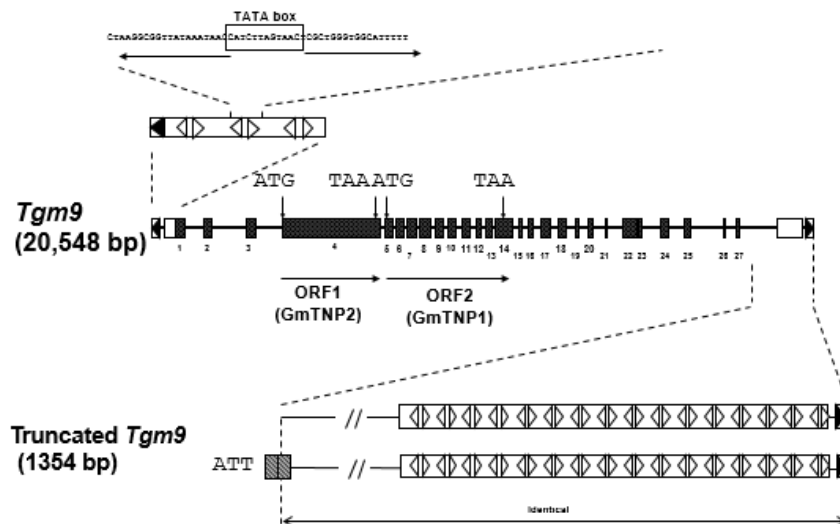 TATA box
CTAAGGCGGTTATAAATAACCATCTTAGTAACTCGCTGGGTGGCATTTTT
ATG TAAATG TAA
Tgm9
(20,548 bp)
1 2 3 4 5 6 7 8 9 10 11 12 13 14 15 16 17 18 19 20 21 22 23 24 25 26 27
ORF1 ORF2
(GmTNP2) (GmTNP1)
Truncated Tgm9
(1354 bp)
//
ATT //
Identical